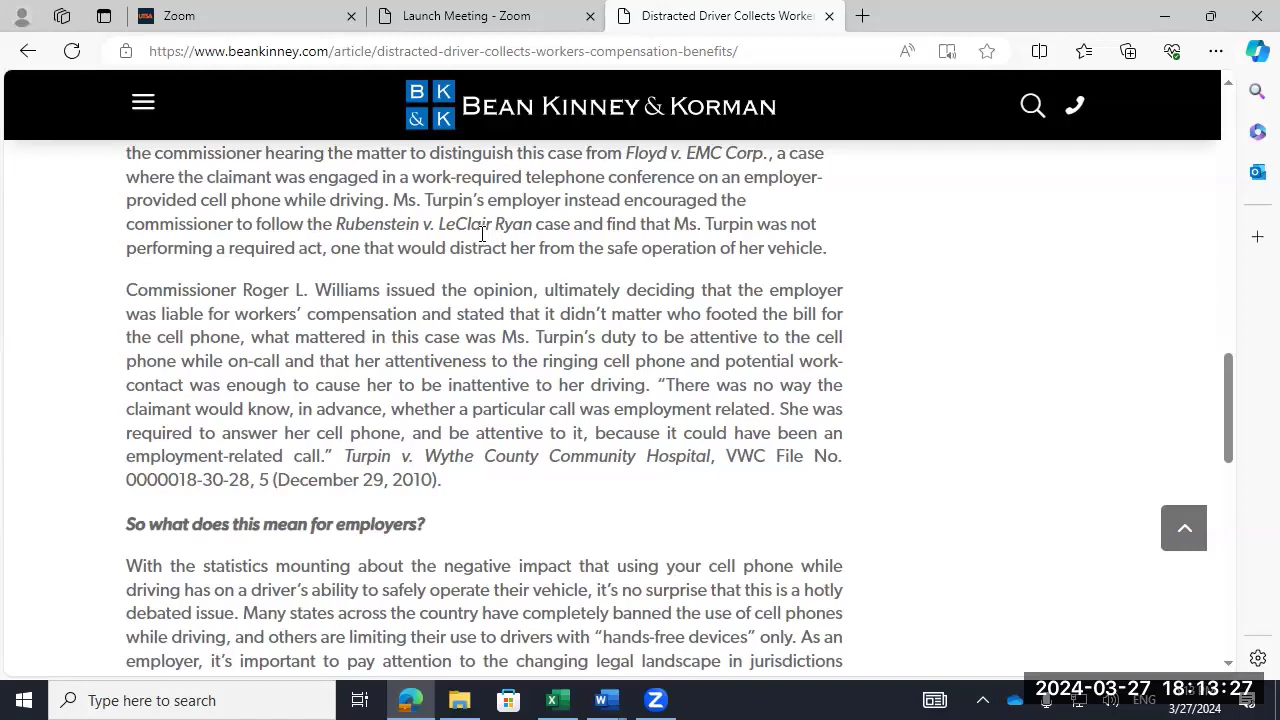 Zoom
Launch Meeting - Zoom
Distracted Driver Collects Worke
https://www.beankinney.com/article/distracted-driver-collects-workers-compensation-benefits/
B K & K BEAN KINNEY & KORMAN
the commissioner hearing the matter to distinguish this case from Floyd v. EMC Corp., a case
where the claimant was engaged in a work-required telephone conference on an employer-
provided cell phone while driving. Ms. Turpin's employer instead encouraged the
commissioner to follow the Rubenstein v. LeClair Ryan case and find that Ms. Turpin was not
performing a required act, one that would distract her from the safe operation of her vehicle.
Commissioner Roger L. Williams issued the opinion, ultimately deciding that the employer
was liable for workers' compensation and stated that it didn't matter who footed the bill for
the cell phone, what mattered in this case was Ms. Turpin's duty to be attentive to the cell
phone while on-call and that her attentiveness to the ringing cell phone and potential work-
contact was enough to cause her to be inattentive to her driving. “There was no way the
claimant would know, in advance, whether a particular call was employment related. She was
required to answer her cell phone, and be attentive to it, because it could have been an
employment-related call.” Turpin v. Wythe County Community Hospital, VWC File No.
0000018-30-28, 5 (December 29, 2010).
So what does this mean for employers?
With the statistics mounting about the negative impact that using your cell phone while
driving has on a driver's ability to safely operate their vehicle, it's no surprise that this is a hotly
debated issue. Many states across the country have completely banned the use of cell phones
while driving, and others are limiting their use to drivers with “hands-free devices” only. As an
employer, it's important to pay attention to the changing legal landscape in jurisdictions
Type here to search
2024-03-27 18:13:27
ENG
3/27/2024